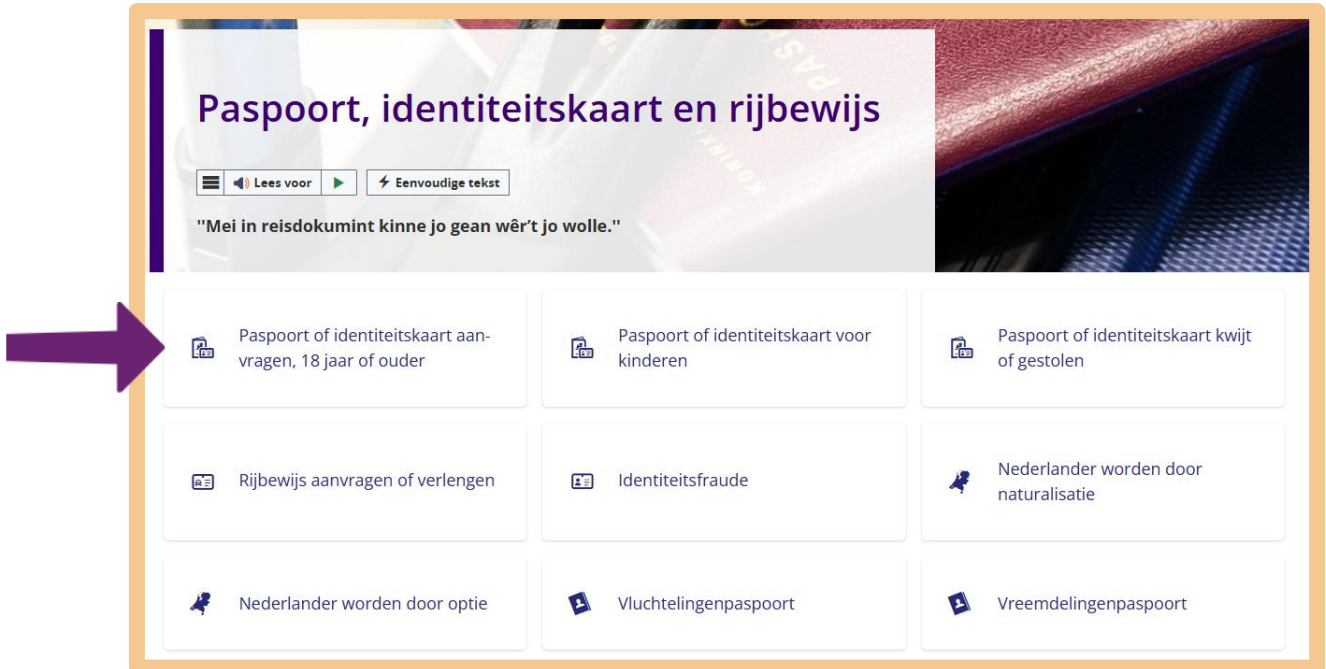 PASP
KONINK
Paspoort, identiteitskaart en rijbewijs
Lees voor
Eenvoudige tekst
"Mei in reisdokumint kinne jo gean wêr't jo wolle."
Paspoort of identiteitskaart aan-
vragen, 18 jaar of ouder
Paspoort of identiteitskaart voor
kinderen
Paspoort of identiteitskaart kwijt
of gestolen
Rijbewijs aanvragen of verlengen
Identiteitsfraude
Nederlander worden door
naturalisatie
Nederlander worden door optie
Vluchtelingenpaspoort
Vreemdelingenpaspoort